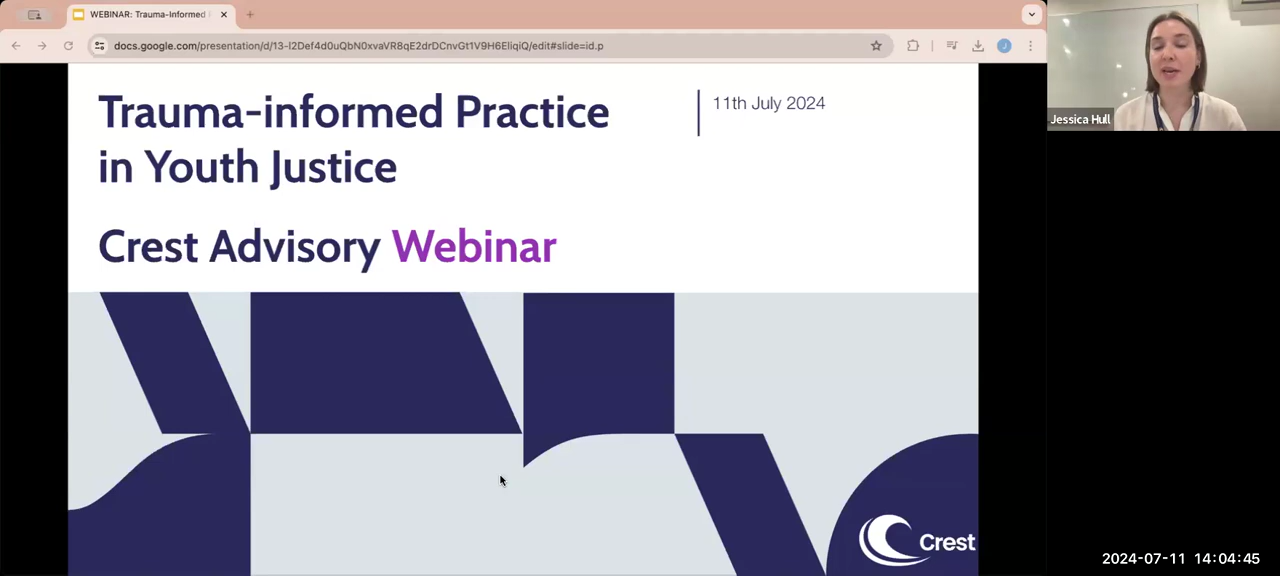 WEBINAR: Trauma-Informed
docs.google.com/presentation/d/13-I2Def4d0uQbN0xvaVR8qE2drDCnvGt1V9H6EliqiQ/edit#slide=id.p
J
Trauma-informed Practice
in Youth Justice
11th July 2024
Crest Advisory Webinar
Crest
Jessica Hull
2024-07-11 14:04:45